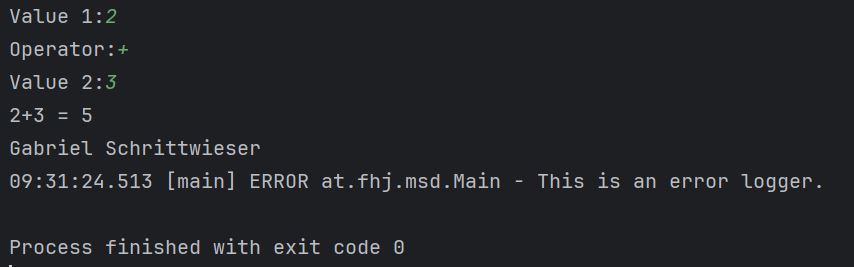 Value 1:2
Operator:+
Value 2:3
2+3 = 5
Gabriel Schrittwieser
09:31:24.513 [main] ERROR at.fhj.msd.Main - This is an error logger.
Process finished with exit code 0